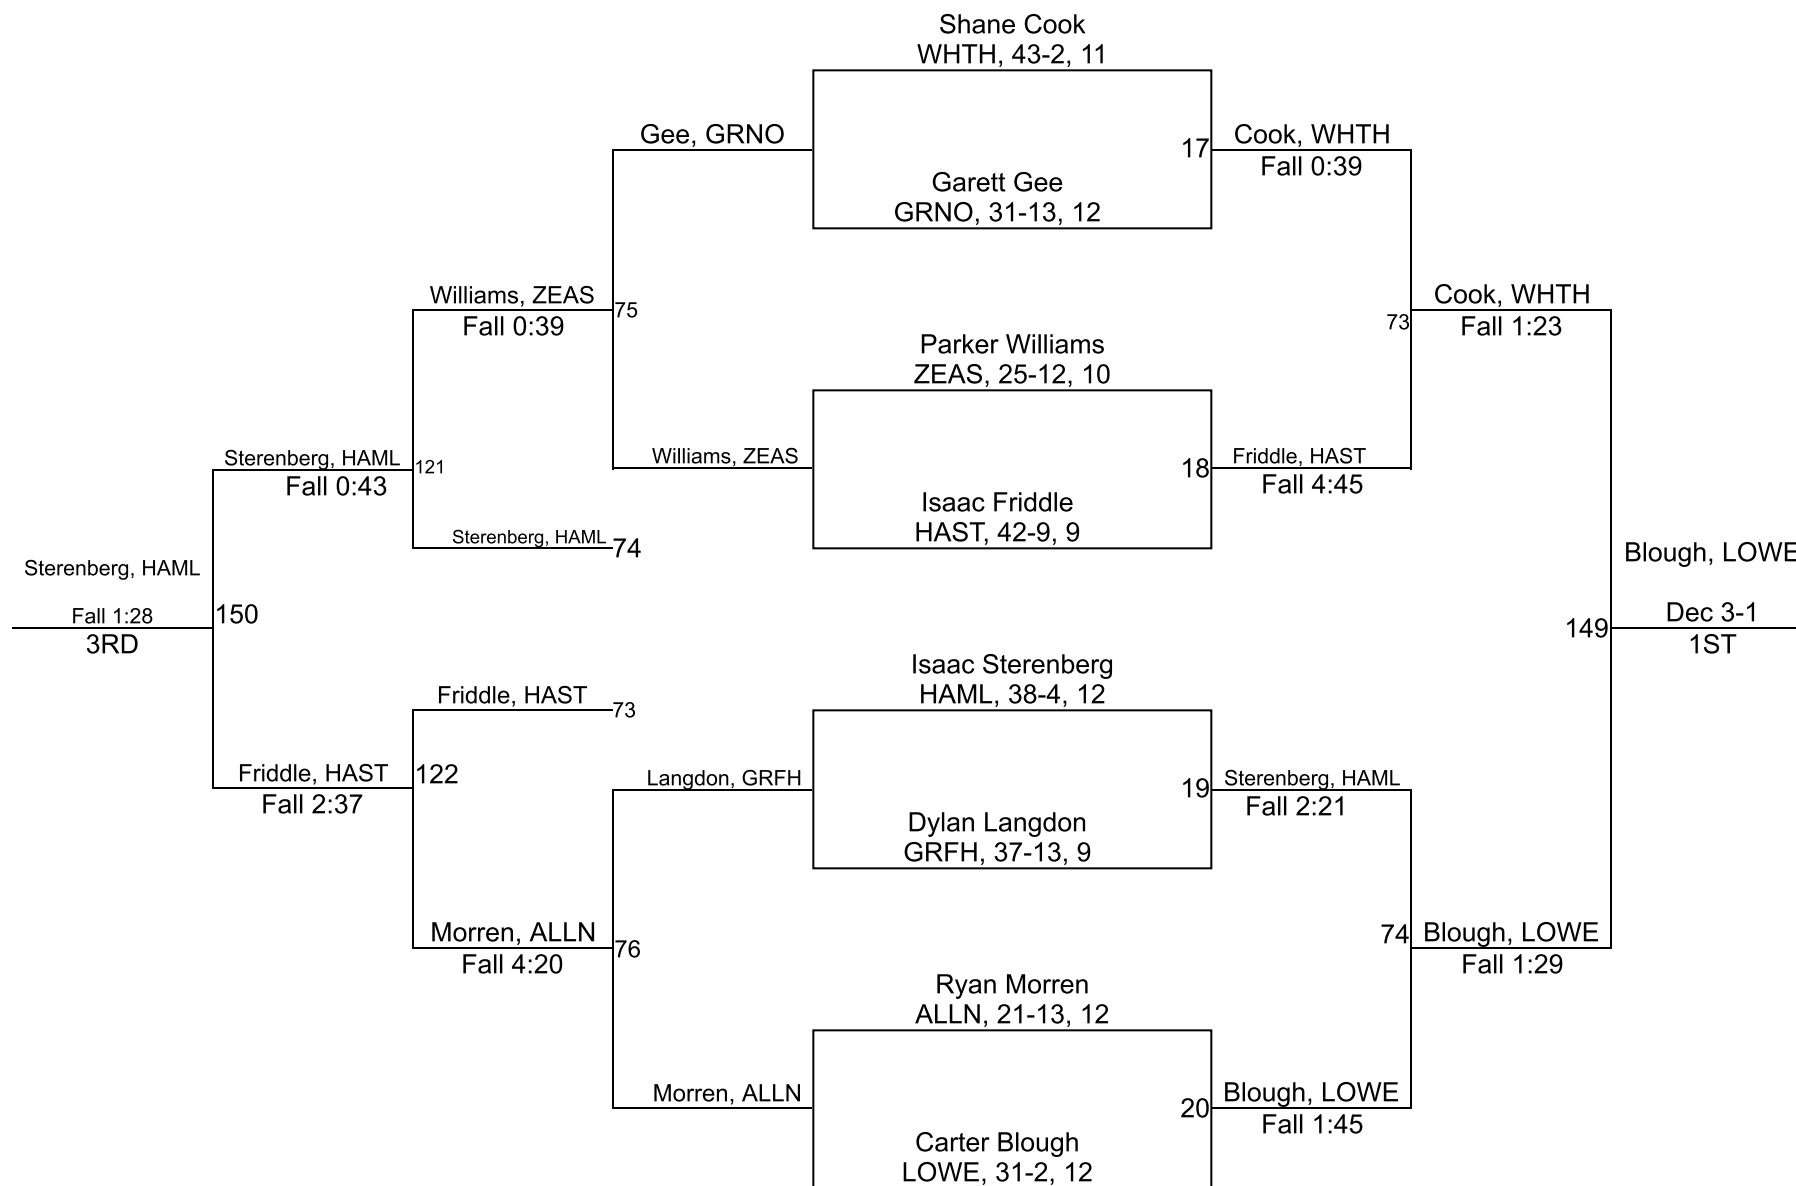 Shane Cook
WHTH, 43-2, 11
Gee, GRNO
17
Cook, WHTH
Fall 0:39
Garett Gee
GRNO, 31-13, 12
Williams, ZEAS
Fall 0:39
75
Cook, WHTH
Fall 1:23
73
Parker Williams
ZEAS, 25-12, 10
Sterenberg, HAML
Fall 0:43
121
Williams, ZEAS
18
Friddle, HAST
Fall 4:45
Isaac Friddle
HAST, 42-9, 9
Sterenberg, HAML
74
Sterenberg, HAML
Fall 1:28
3RD
150
Blough, LOWE
149
Dec 3-1
1ST
Isaac Sterenberg
HAML, 38-4, 12
Friddle, HAST
73
Friddle, HAST
Fall 2:37
122
Langdon, GRFH
19
Sterenberg, HAML
Fall 2:21
Dylan Langdon
GRFH, 37-13, 9
Morren, ALLN
Fall 4:20
76
74
Blough, LOWE
Fall 1:29
Ryan Morren
ALLN, 21-13, 12
Morren, ALLN
20
Blough, LOWE
Fall 1:45
Carter Blough
LOWE, 31-2, 12